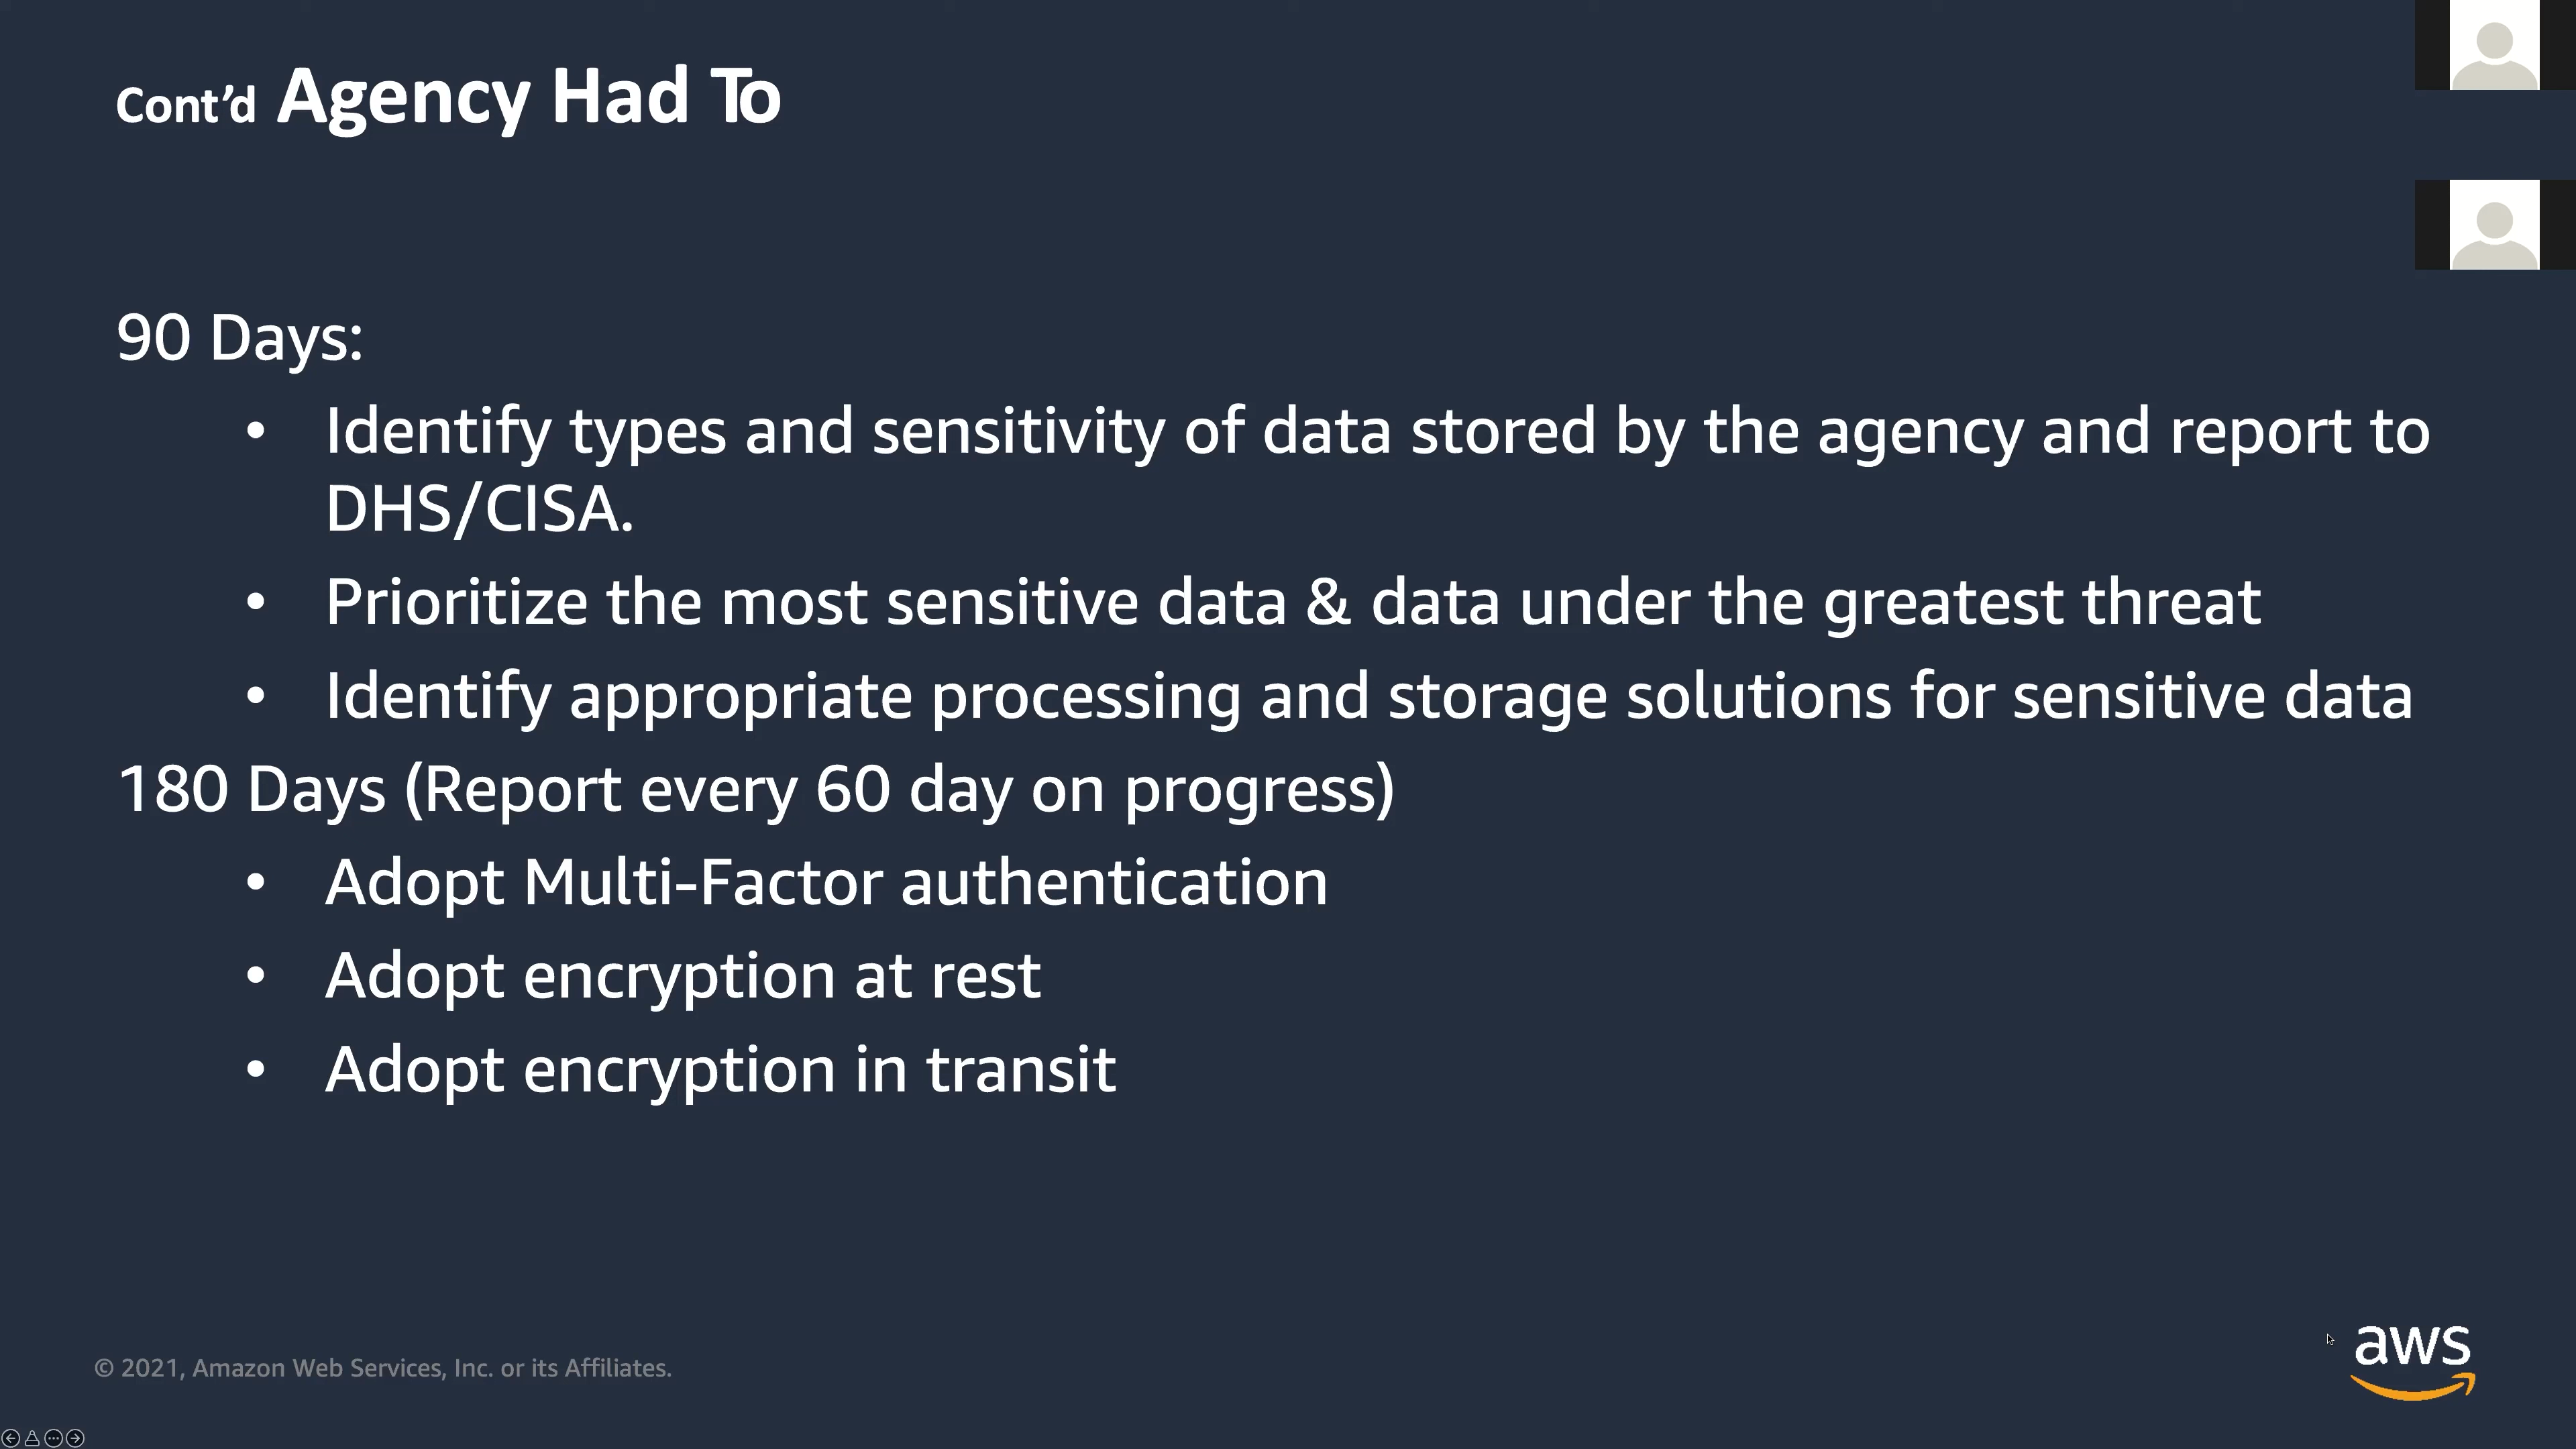 Cont’d Agency Had To
90 Days:
• Identify types and sensitivity of data stored by the agency and report to
DHS/CISA.
• Prioritize the most sensitive data & data under the greatest threat
• Identify appropriate processing and storage solutions for sensitive data
180 Days (Report every 60 day on progress)
• Adopt Multi-Factor authentication
• Adopt encryption at rest
• Adopt encryption in transit
© 2021, Amazon Web Services, Inc. or its Affiliates.
aws